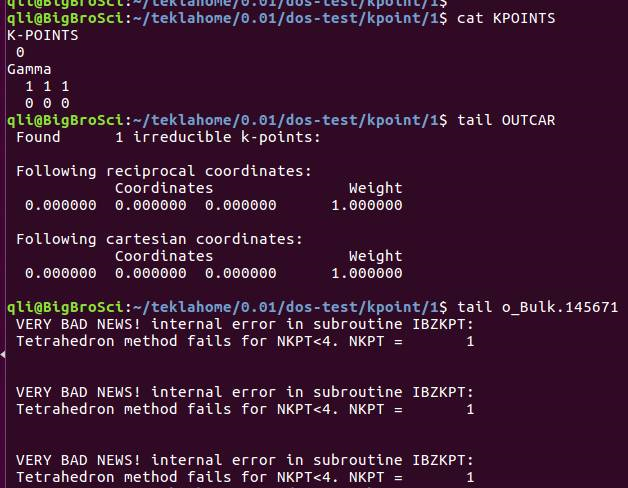 qli@BigBroSci:~/teklahome/0.01/dos-test/kpoint/1$
qli@BigBroSci:~/teklahome/0.01/dos-test/kpoint/1$ cat KPOINTS
K-POINTS
0
Gamma
1 1 1
0 0 0
qli@BigBroSci:~/teklahome/0.01/dos-test/kpoint/1$ tail OUTCAR
Found 1 irreducible k-points:
Following reciprocal coordinates:
Coordinates Weight
0.000000 0.000000 0.000000 1.000000
Following cartesian coordinates:
Coordinates Weight
0.000000 0.000000 0.000000 1.000000
qli@BigBroSci:~/teklahome/0.01/dos-test/kpoint/1$ tail o_Bulk.145671
VERY BAD NEWS! internal error in subroutine IBZKPT:
Tetrahedron method fails for NKPT<4. NKPT = 1
VERY BAD NEWS! internal error in subroutine IBZKPT:
Tetrahedron method fails for NKPT<4. NKPT = 1
VERY BAD NEWS! internal error in subroutine IBZKPT:
Tetrahedron method fails for NKPT<4. NKPT = 1